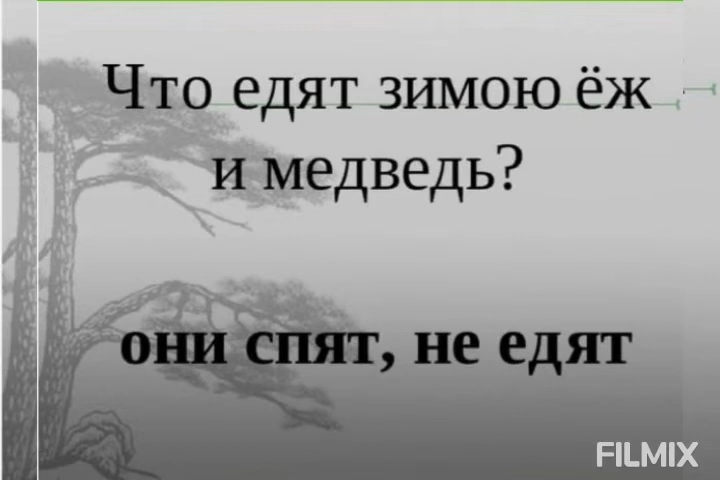 Что едят зимою ёж
и медведь?
они спят, не едят
FILMIX